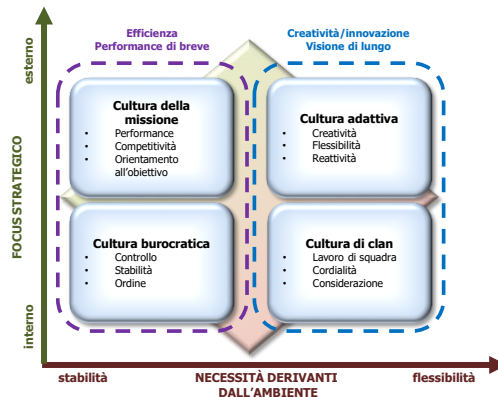 Efficienza
Performance di breve
Creatività/innovazione
Visione di lungo
esterno
FOCUS STRATEGICO
interno
Cultura della
missione
• Performance
• Competitività
• Orientamento
all'obiettivo
Cultura adattiva
• Creatività
• Flessibilità
• Reattività
Cultura burocratica
• Controllo
• Stabilità
• Ordine
Cultura di clan
• Lavoro di squadra
• Cordialità
• Considerazione
stabilità
NECESSITÀ DERIVANTI
DALL'AMBIENTE
flessibilità